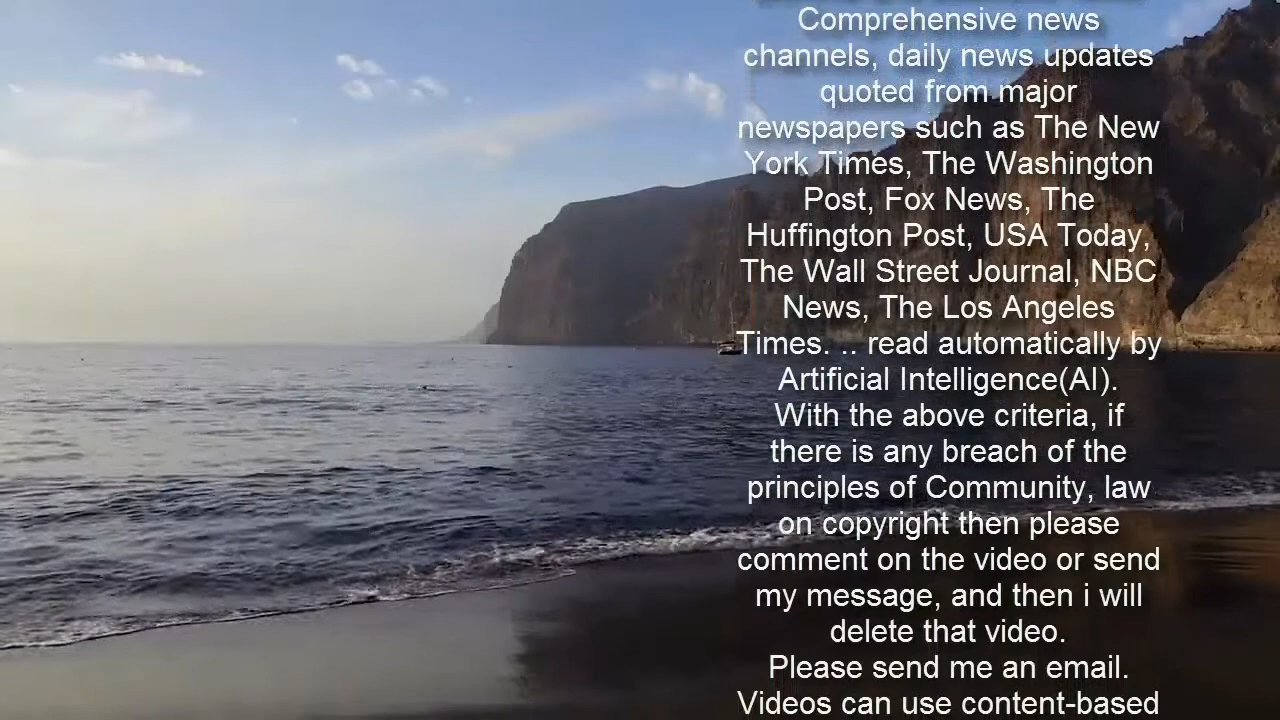 Comprehensive news
channels, daily news updates
quoted from major
newspapers such as The New
York Times, The Washington
Post, Fox News, The
Huffington Post, USA Today,
The Wall Street Journal, NBC
News, The Los Angeles
Times. .. read automatically by
Artificial Intelligence(AI).
With the above criteria, if
there is any breach of the
principles of Community, law
on copyright then please
comment on the video or send
my message, and then i will
delete that video.
Please send me an email.
Videos can use content-based